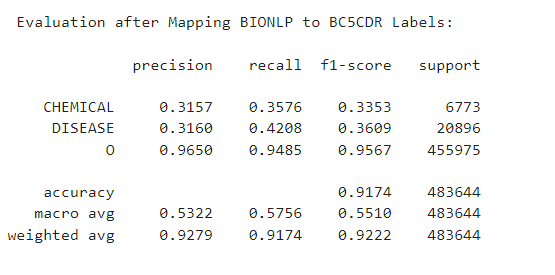 Evaluation after Mapping BIONLP to BC5CDR Labels:
precision recall f1-score support
CHEMICAL 0.3157 0.3576 0.3353 6773
DISEASE 0.3160 0.4208 0.3609 20896
O 0.9650 0.9485 0.9567 455975
accuracy 0.9174 483644
macro avg 0.5322 0.5756 0.5510 483644
weighted avg 0.9279 0.9174 0.9222 483644